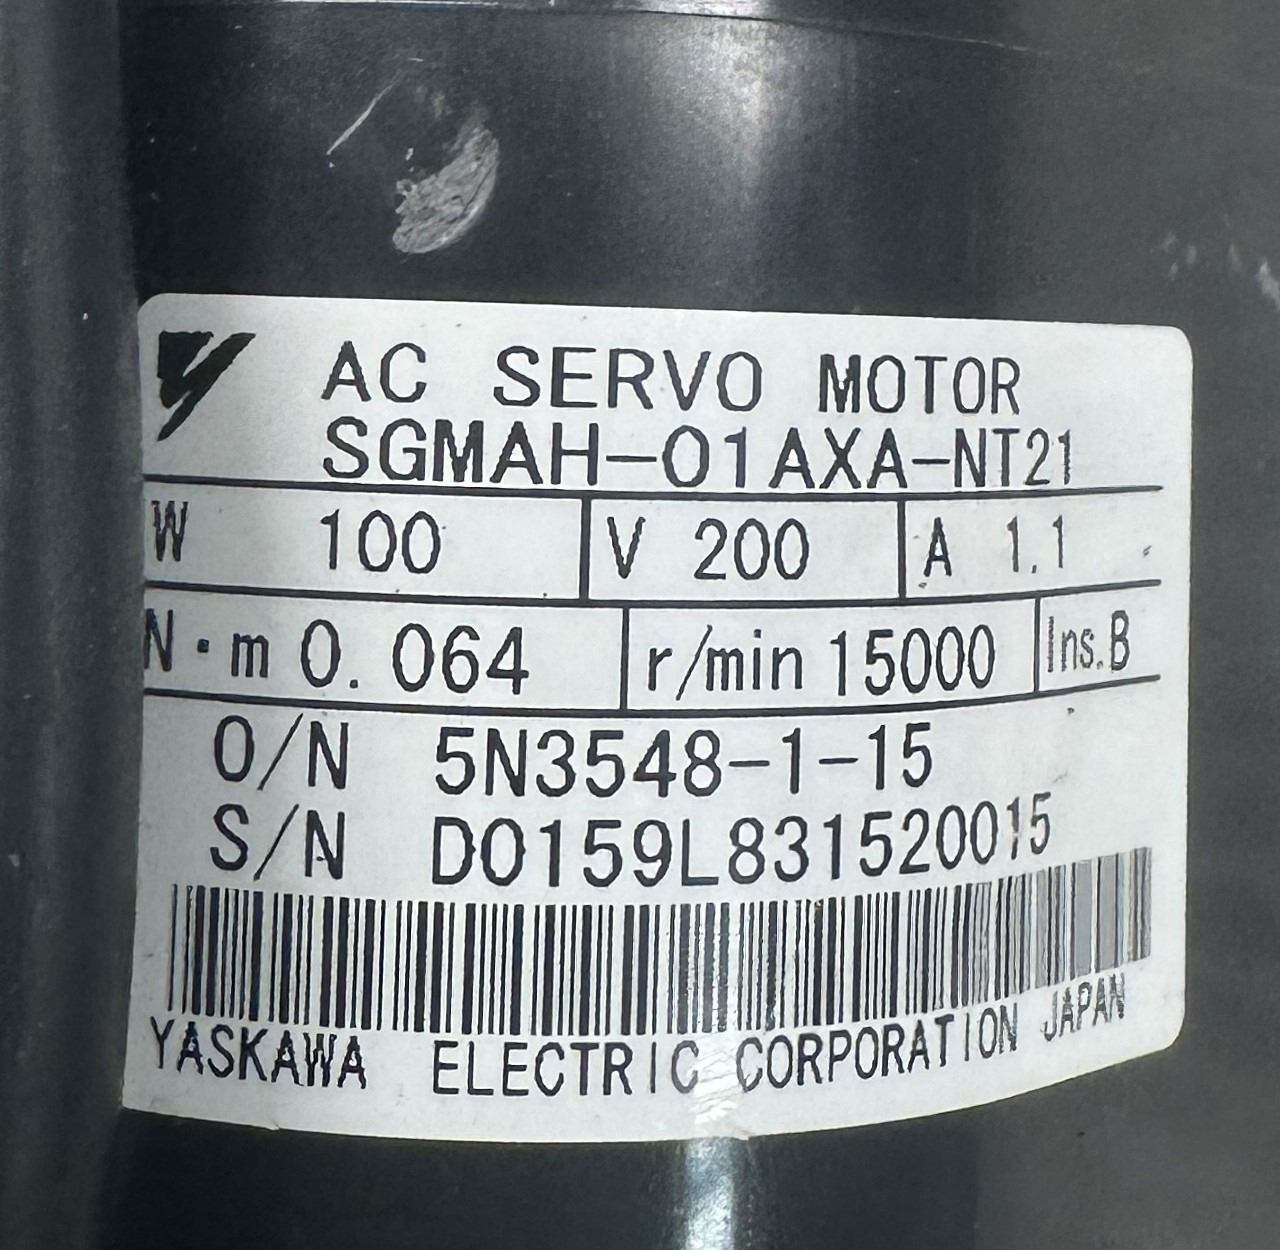 AC SERVO MOTOR
SGMAH-01AXA-NT21
W 100 V 200 A 1.1
N·m 0.064 r/min 15000 Ins.B
O/N 5N3548-1-15
S/N D0159L831520015
YASKAWA ELECTRIC CORPORATION JAPAN